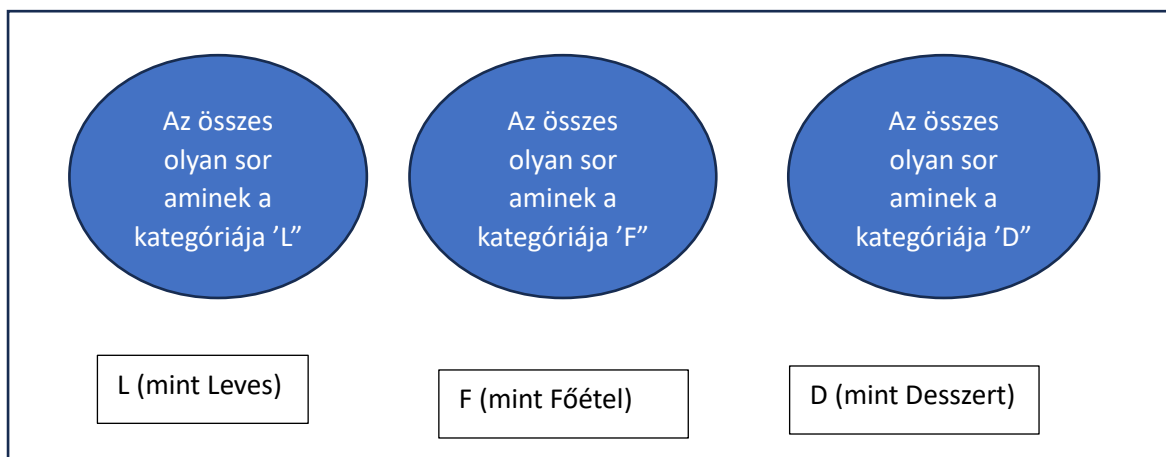 Az összes
olyan sor
aminek a
kategóriája ’L”
Az összes
olyan sor
aminek a
kategóriája ’F”
Az összes
olyan sor
aminek a
kategóriája ’D”
L (mint Leves)
F (mint Főétel)
D (mint Desszert)